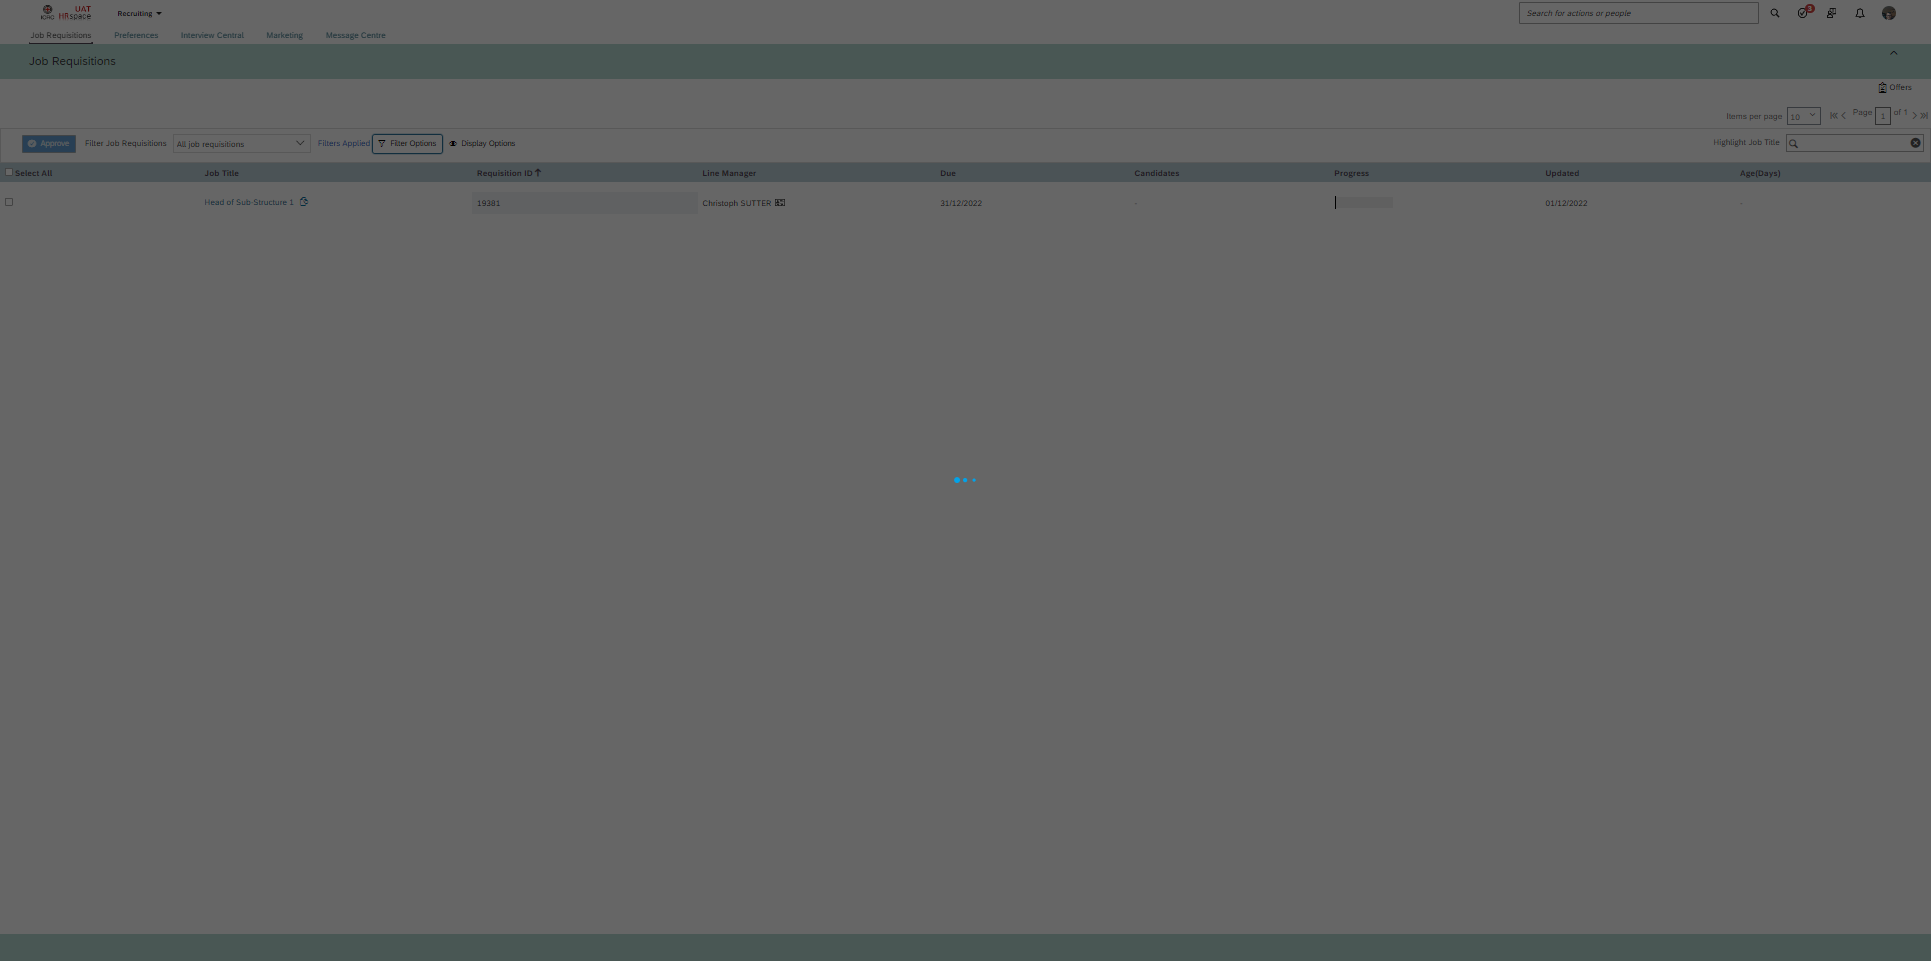 UAT
ICRC HRspace
Recruiting
Search for actions or people
3
Job Requisitions Preferences Interview Central Marketing Message Centre
Job Requisitions
Offers
Items per page 10 Page 1 of 1
Approve Filter Job Requisitions All job requisitions Filters Applied Filter Options Display Options Highlight Job Title
Select All Job Title Requisition ID Line Manager Due Candidates Progress Updated Age(Days)
Head of Sub-Structure 1 19381 Christoph SUTTER 31/12/2022 - 01/12/2022 -